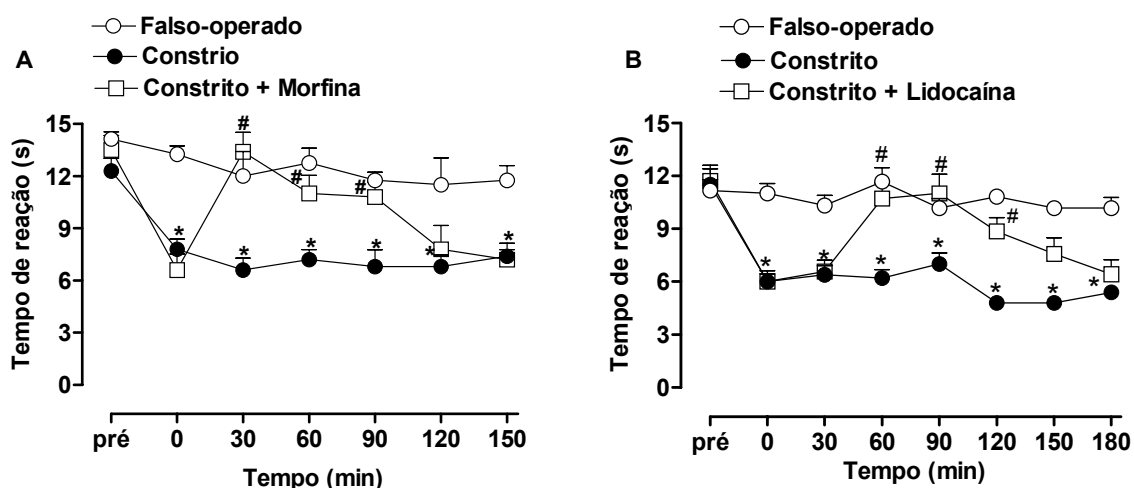 A
Falso-operado
Constrio
Constrito + Morfina
Tempo de reação (s)
15
12
9
6
3
0
#
#
#
*
*
*
*
*
*
pré 0 30 60 90 120 150
Tempo (min)
B
Falso-operado
Constrito
Constrito + Lidocaína
Tempo de reação (s)
15
12
9
6
3
0
#
#
#
*
*
*
*
*
*
*
pré 0 30 60 90 120 150 180
Tempo (min)